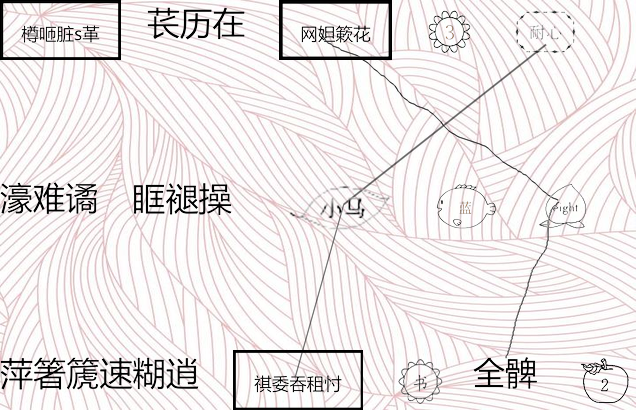 樽咂脏s革
苌历在
网妲簌花
3
耐心
濠难谲
眶褪操
小鸟
蓝
eight
萍箸篪速糊逍
祺委吞租忖
书
全髀
2